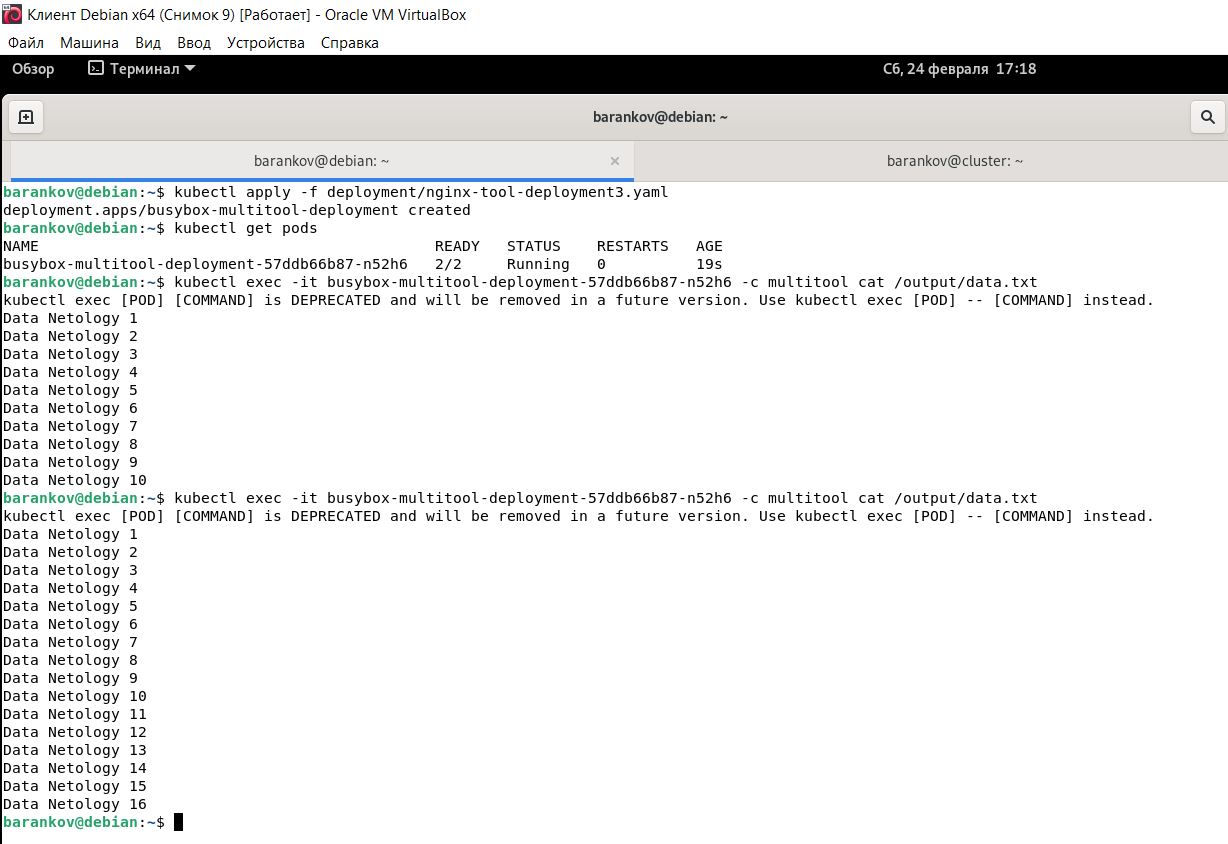 Клиент Debian x64 (Снимок 9) [Работает] - Oracle VM VirtualBox
Файл Машина Вид Ввод Устройства Справка
Обзор Терминал Сб, 24 февраля 17:18
barankov@debian: ~
barankov@debian: ~ × barankov@cluster: ~
barankov@debian:~$ kubectl apply -f deployment/nginx-tool-deployment3.yaml
deployment.apps/busybox-multitool-deployment created
barankov@debian:~$ kubectl get pods
NAME READY STATUS RESTARTS AGE
busybox-multitool-deployment-57ddb66b87-n52h6 2/2 Running 0 19s
barankov@debian:~$ kubectl exec -it busybox-multitool-deployment-57ddb66b87-n52h6 -c multitool cat /output/data.txt
kubectl exec [POD] [COMMAND] is DEPRECATED and will be removed in a future version. Use kubectl exec [POD] -- [COMMAND] instead.
Data Netology 1
Data Netology 2
Data Netology 3
Data Netology 4
Data Netology 5
Data Netology 6
Data Netology 7
Data Netology 8
Data Netology 9
Data Netology 10
barankov@debian:~$ kubectl exec -it busybox-multitool-deployment-57ddb66b87-n52h6 -c multitool cat /output/data.txt
kubectl exec [POD] [COMMAND] is DEPRECATED and will be removed in a future version. Use kubectl exec [POD] -- [COMMAND] instead.
Data Netology 1
Data Netology 2
Data Netology 3
Data Netology 4
Data Netology 5
Data Netology 6
Data Netology 7
Data Netology 8
Data Netology 9
Data Netology 10
Data Netology 11
Data Netology 12
Data Netology 13
Data Netology 14
Data Netology 15
Data Netology 16
barankov@debian:~$